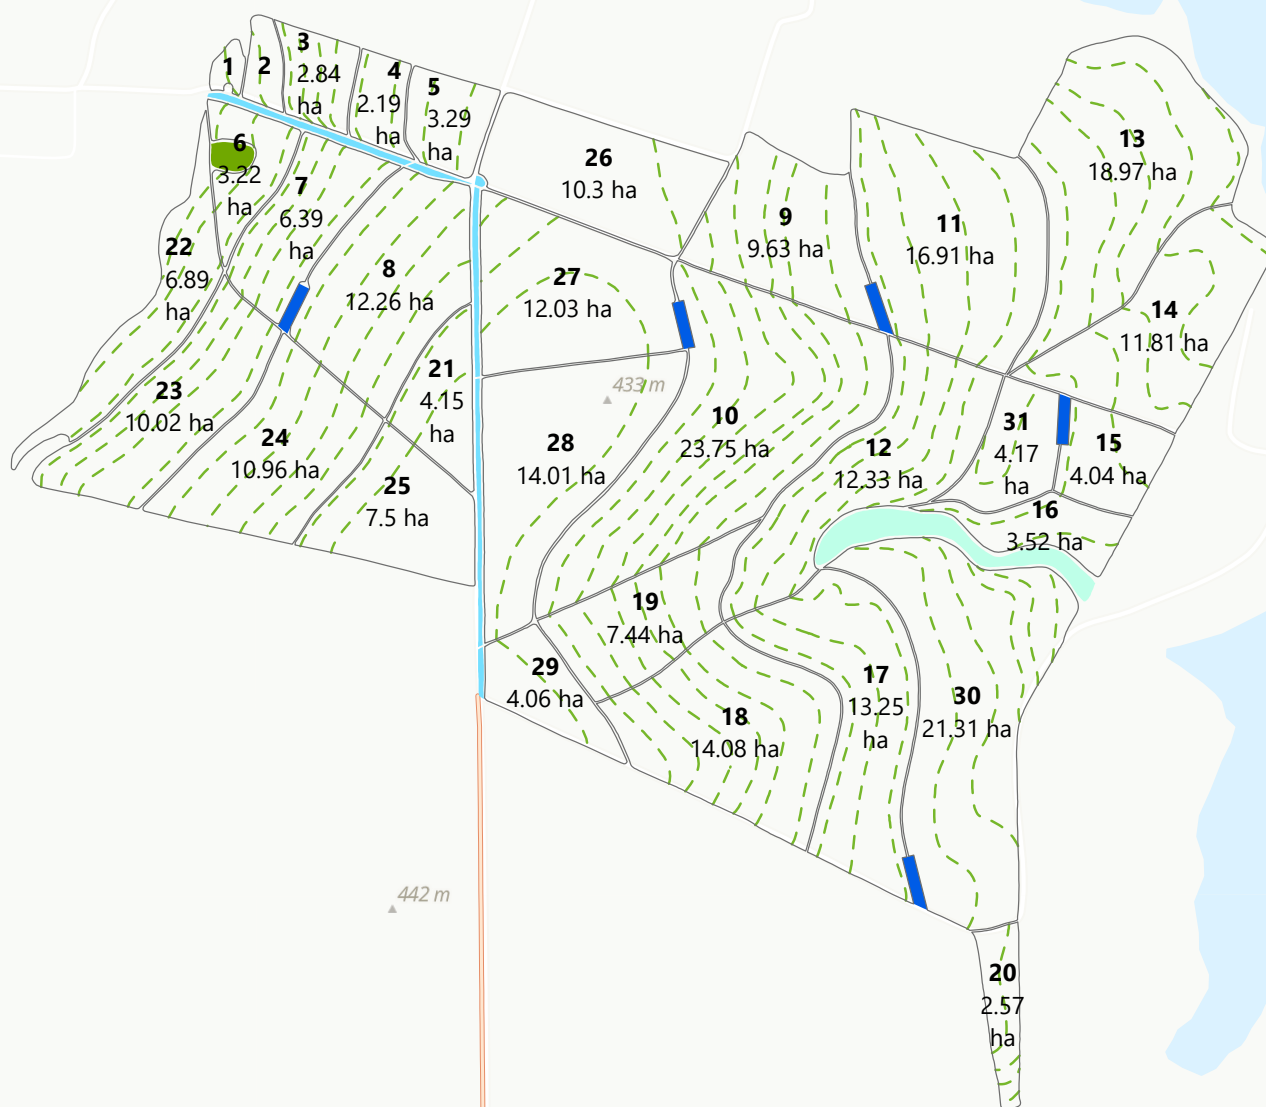 1
2
3
2.84
ha
4
2.19
ha
5
3.29
ha
6
3.22
ha
7
6.39
ha
8
12.26 ha
9
9.63 ha
10
23.75 ha
11
16.91 ha
12
12.33 ha
13
18.97 ha
14
11.81 ha
15
4.04 ha
16
3.52 ha
17
13.25
ha
18
14.08 ha
19
7.44 ha
20
2.57
ha
21
4.15
ha
22
6.89
ha
23
10.02 ha
24
10.96 ha
25
7.5 ha
26
10.3 ha
27
12.03 ha
28
14.01 ha
29
4.06 ha
30
21.31 ha
31
4.17
ha
433 m
442 m